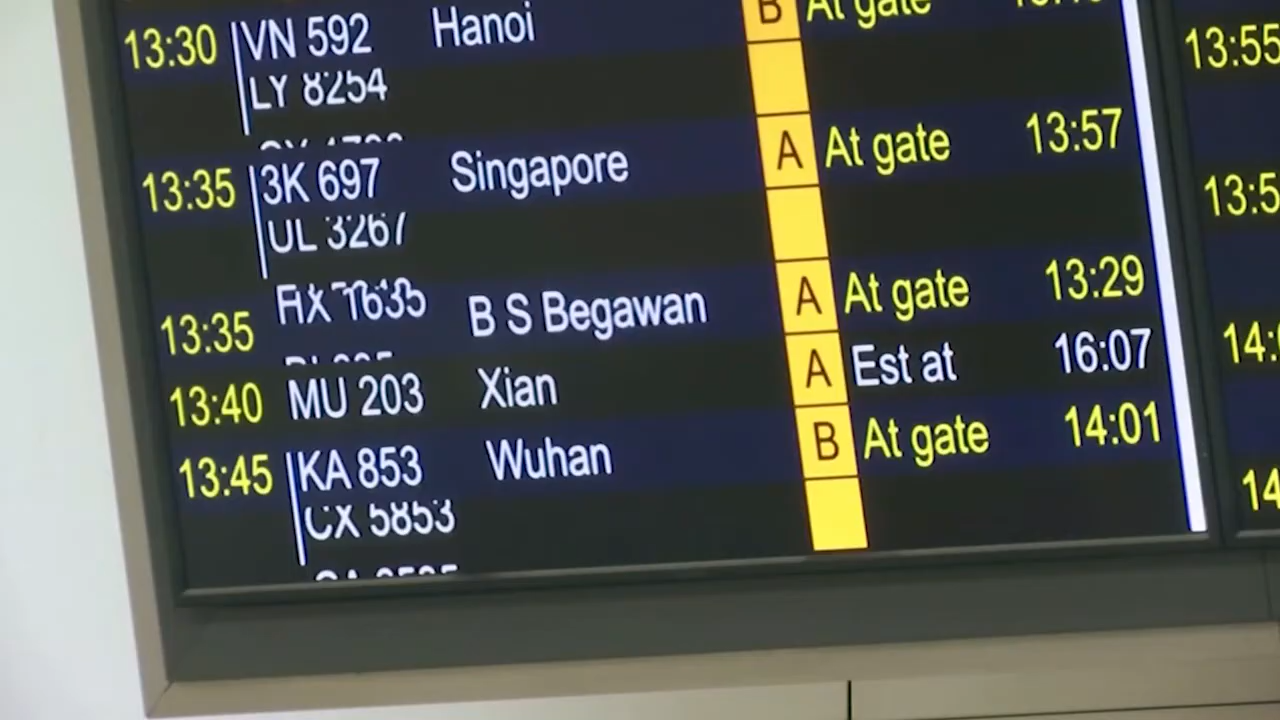 13:30 VN 592 Hanoi B At gate
LY 8254
13:35 3K 697 Singapore A At gate 13:57
UL 3267
13:35 B S Begawan A At gate 13:29
13:40 MU 203 Xian A Est at 16:07
13:45 KA 853 Wuhan B At gate 14:01
CX 5853
13:55